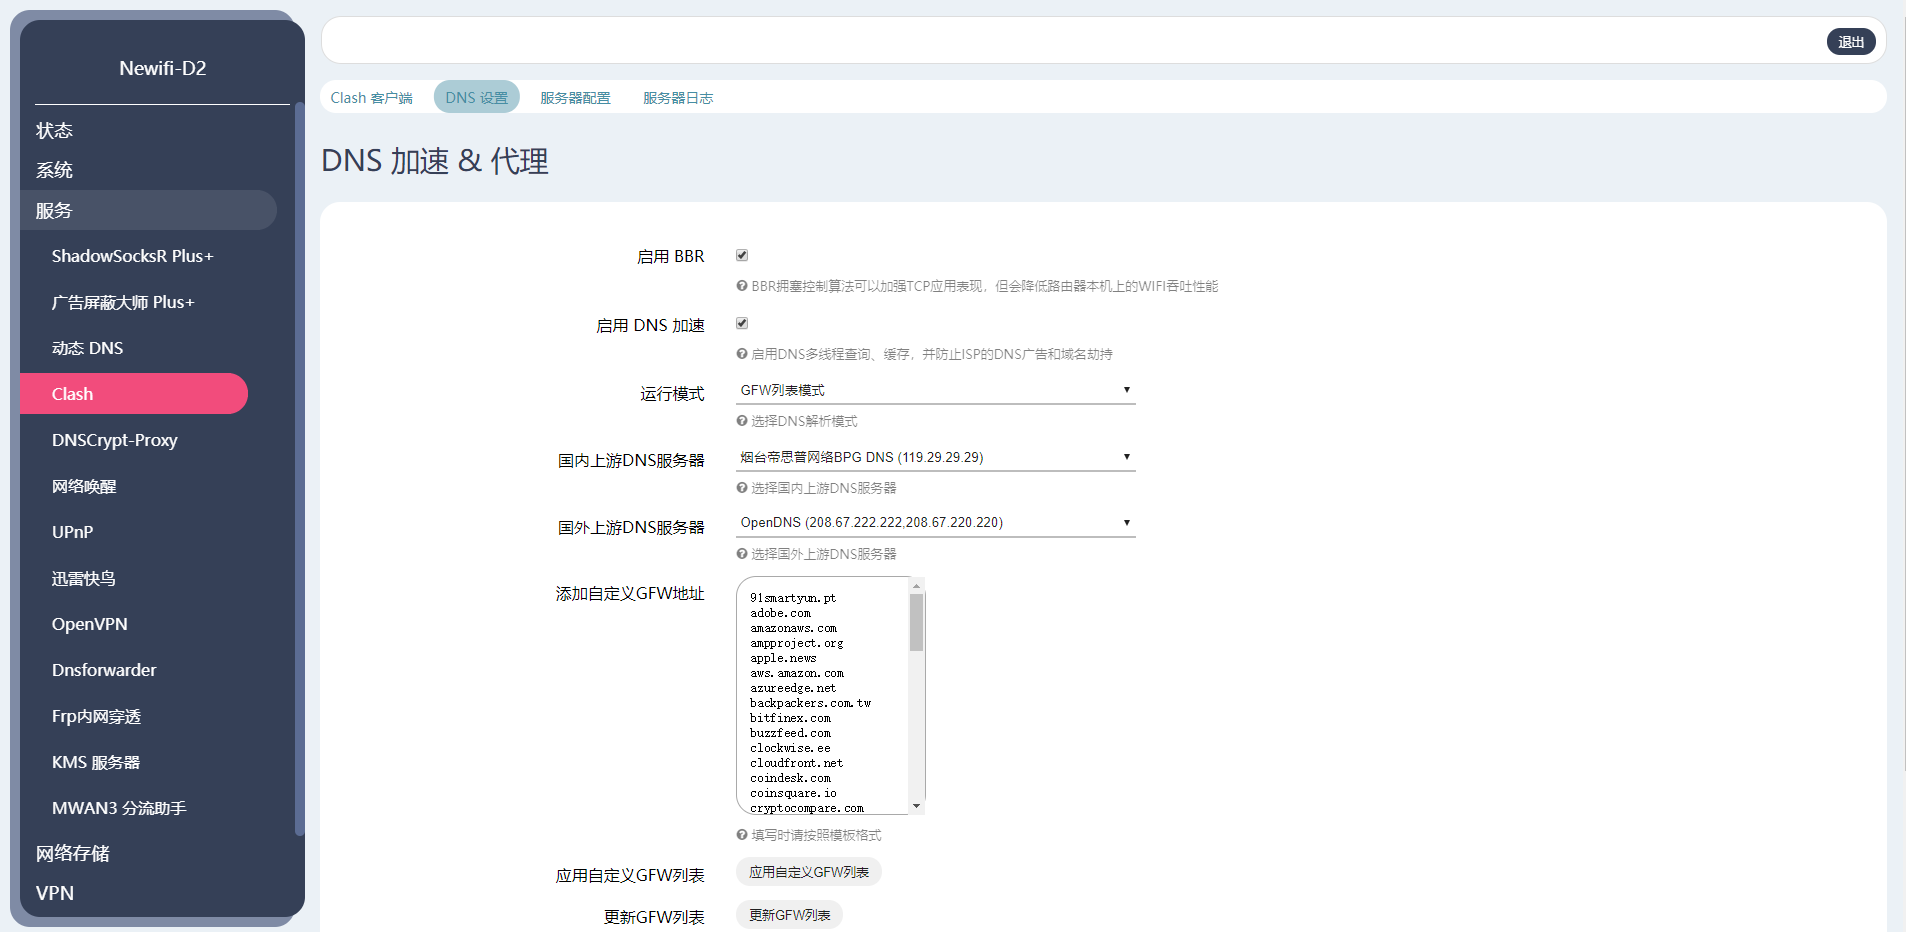 Newifi-D2
状态
系统
服务
ShadowSocksR Plus+
广告屏蔽大师 Plus+
动态 DNS
Clash
DNSCrypt-Proxy
网络唤醒
UPnP
迅雷快鸟
OpenVPN
Dnsforwarder
Frp内网穿透
KMS 服务器
MWAN3 分流助手
网络存储
VPN
退出
Clash 客户端 DNS 设置 服务器配置 服务器日志
DNS 加速 & 代理
启用 BBR
BBR拥塞控制算法可以加强TCP应用表现，但会降低路由器本机上的WIFI吞吐性能
启用 DNS 加速
启用DNS多线程查询、缓存，并防止ISP的DNS广告和域名劫持
运行模式 GFW列表模式
选择DNS解析模式
国内上游DNS服务器 烟台帝思普网络BPG DNS (119.29.29.29)
选择国内上游DNS服务器
国外上游DNS服务器 OpenDNS (208.67.222.222,208.67.220.220)
选择国外上游DNS服务器
添加自定义GFW地址
91smartyun.pt
adobe.com
amazonaws.com
ampproject.org
apple.news
aws.amazon.com
azureedge.net
backpackers.com.tw
bitfinex.com
buzzfeed.com
clockwise.ee
cloudfront.net
coindesk.com
coinsquare.io
cryptocompare.com
填写时请按照模板格式
应用自定义GFW列表 应用自定义GFW列表
更新GFW列表 更新GFW列表